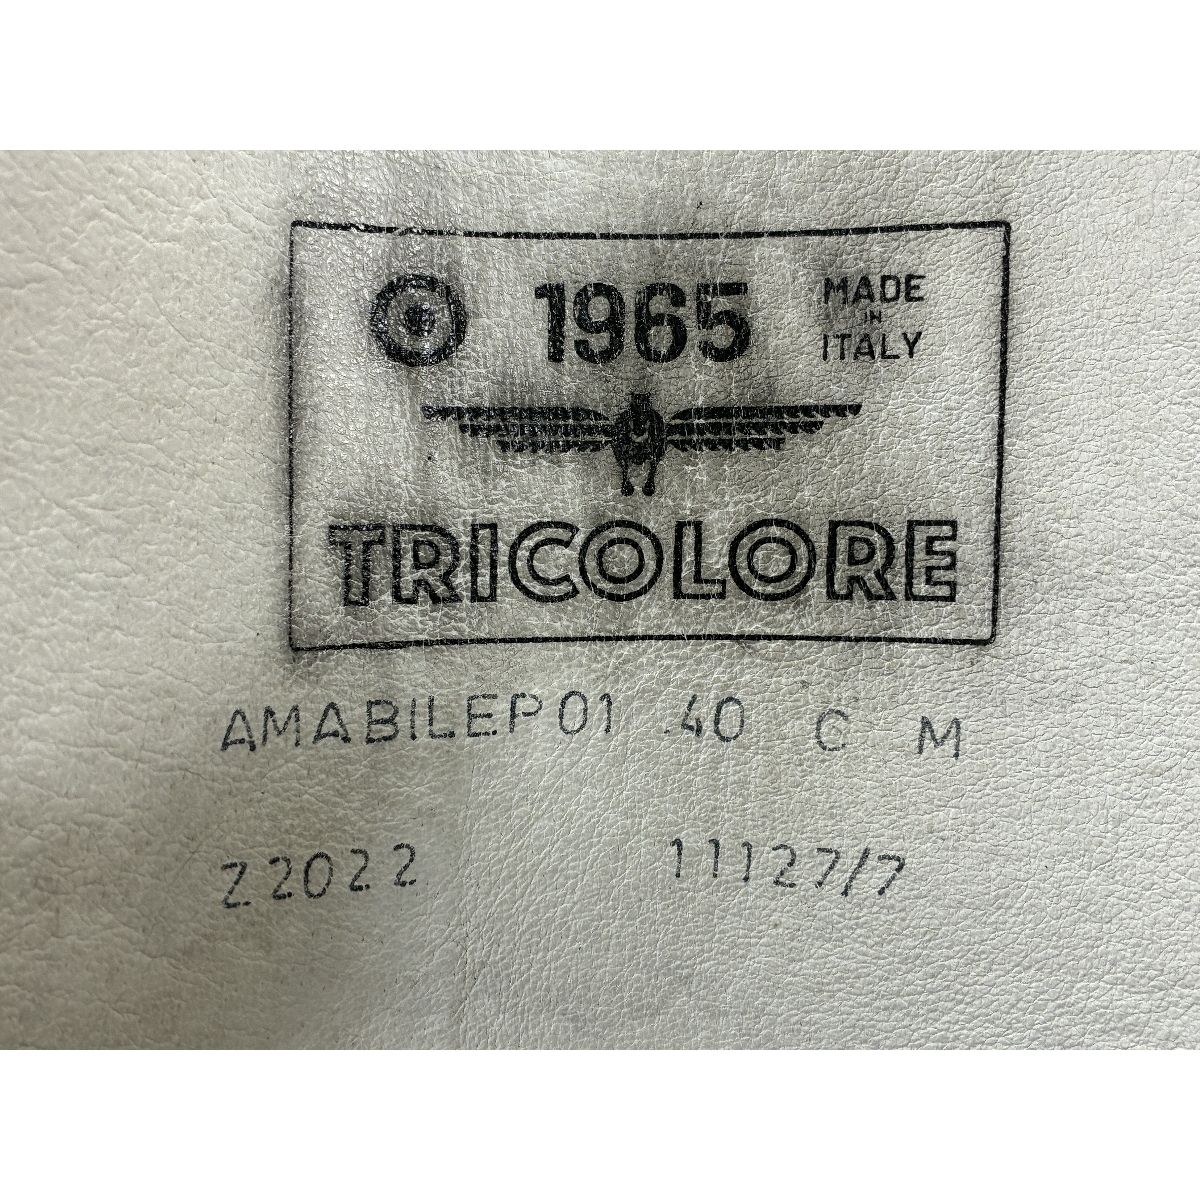 1965
MADE
IN
ITALY
TRICOLORE
AMABILEP01 40 C M
Z2022 11127/7